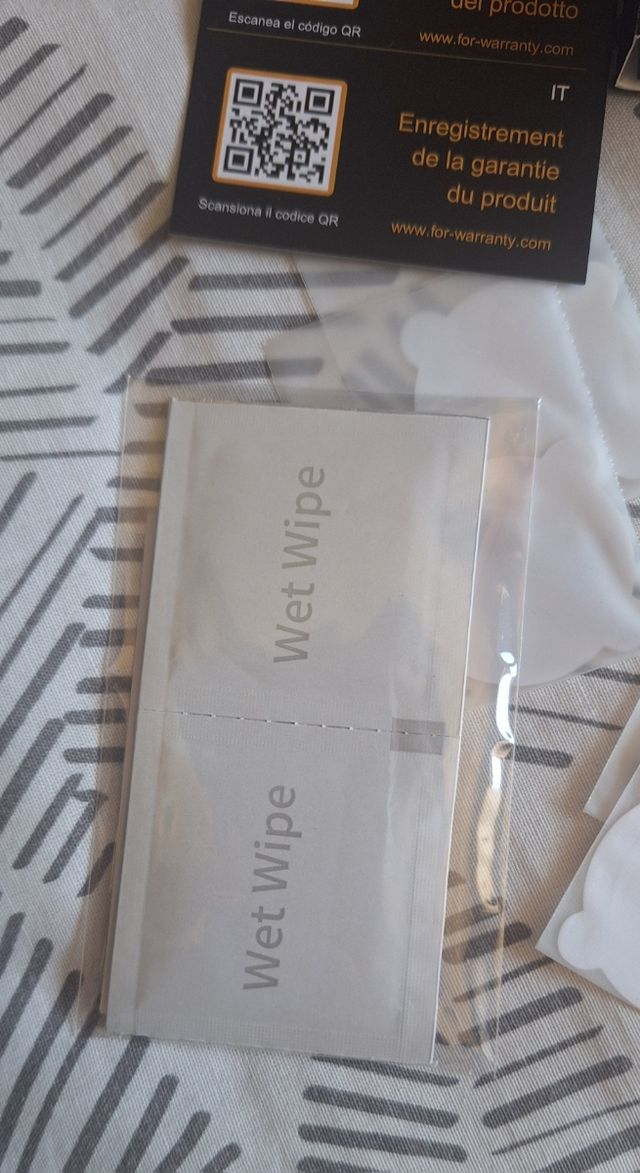 del prodotto
Escanea el código QR
www.for-warranty.com
IT
Enregistrement
de la garantie
du produit
Scansiona il codice QR
www.for-warranty.com
Wet Wipe
Wet Wipe